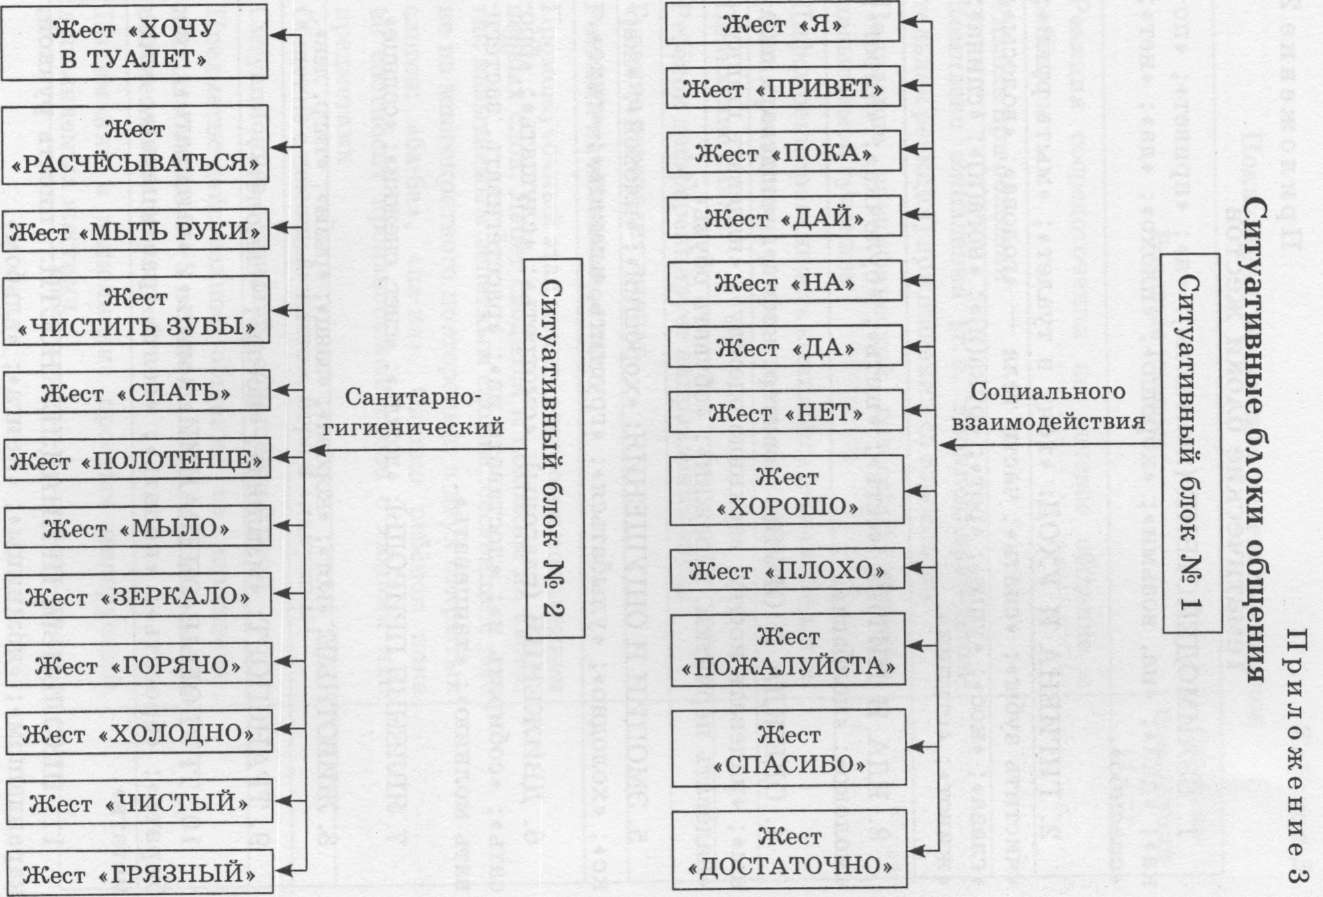 Приложение 3
Ситуативные блоки общения
Ситуативный блок № 1
Социального
взаимодействия
Жест «Я»
Жест «ПРИВЕТ»
Жест «ПОКА»
Жест «ДАЙ»
Жест «НА»
Жест «ДА»
Жест «НЕТ»
Жест
«ХОРОШО»
Жест «ПЛОХО»
Жест
«ПОЖАЛУЙСТА»
Жест
«СПАСИБО»
Жест
«ДОСТАТОЧНО»
Ситуативный блок № 2
Санитарно-
гигиенический
Жест «ХОЧУ
В ТУАЛЕТ»
Жест
«РАСЧЁСЫВАТЬСЯ»
Жест «МЫТЬ РУКИ»
Жест
«ЧИСТИТЬ ЗУБЫ»
Жест «СПАТЬ»
Жест «ПОЛОТЕНЦЕ»
Жест «МЫЛО»
Жест «ЗЕРКАЛО»
Жест «ГОРЯЧО»
Жест «ХОЛОДНО»
Жест «ЧИСТЫЙ»
Жест «ГРЯЗНЫЙ»